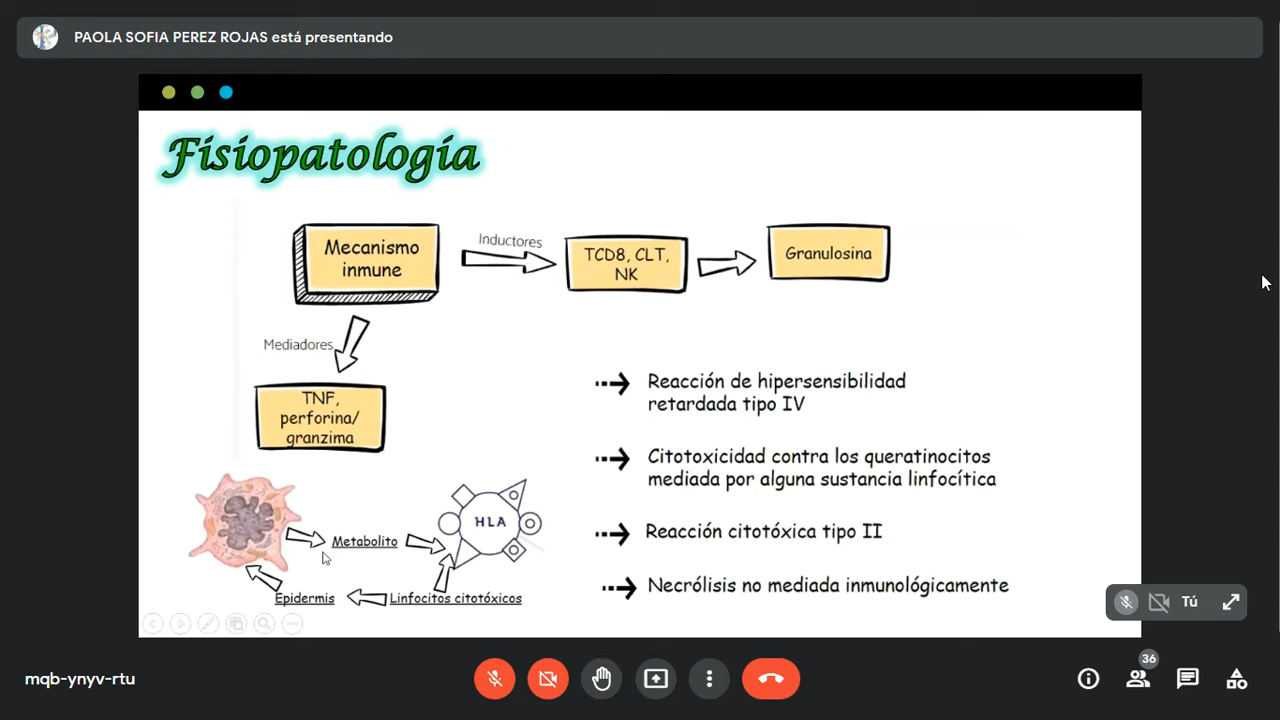 PAOLA SOFIA PEREZ ROJAS está presentando
Fisiopatología
Mecanismo
inmune
Inductores
TCD8, CLT,
NK
Granulosina
Mediadores
TNF,
perforina/
granzima
Reacción de hipersensibilidad
retardada tipo IV
Citotoxicidad contra los queratinocitos
mediada por alguna sustancia linfocítica
Reacción citotóxica tipo II
Necrólisis no mediada inmunológicamente
HLA
Metabolito
Epidermis
Linfocitos citotóxicos
Tú
mqb-ynyv-rtu
36